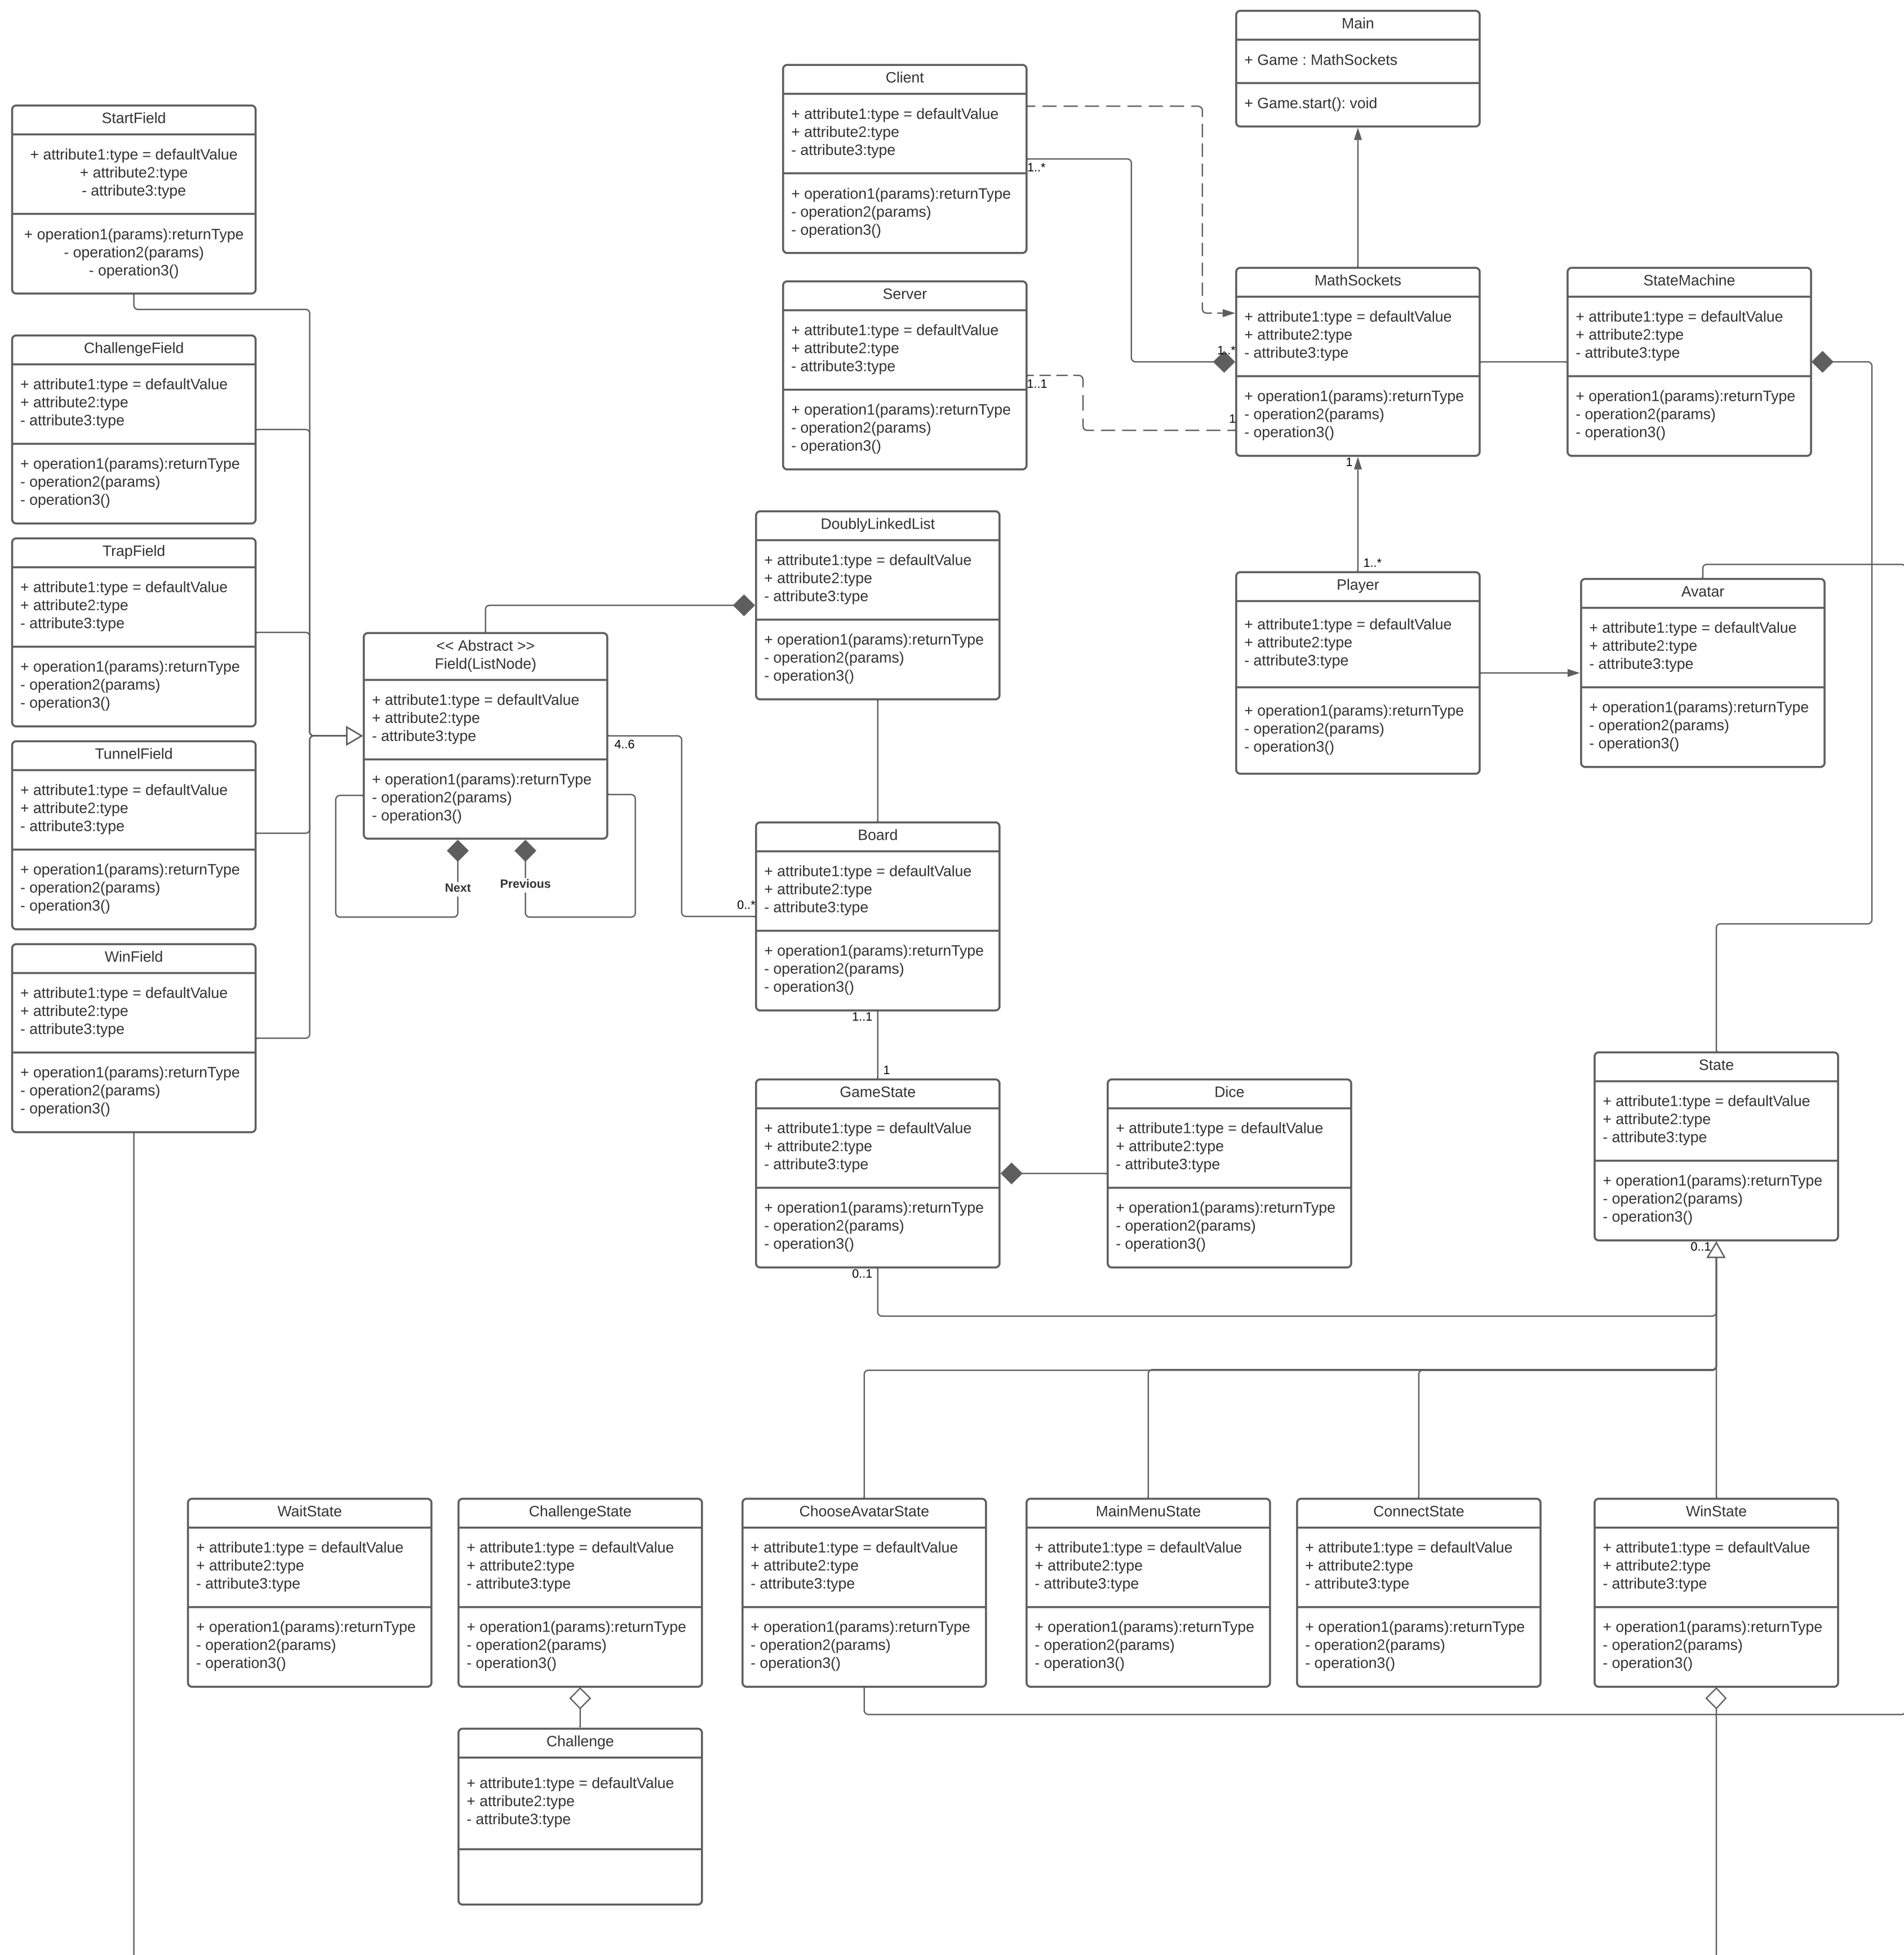 Main
+ Game : MathSockets
+ Game.start(): void
Client
+ attribute1:type = defaultValue
+ attribute2:type
- attribute3:type
+ operation1(params):returnType
- operation2(params)
- operation3()
1..*
StartField
+ attribute1:type = defaultValue
+ attribute2:type
- attribute3:type
+ operation1(params):returnType
- operation2(params)
- operation3()
Server
+ attribute1:type = defaultValue
+ attribute2:type
- attribute3:type
+ operation1(params):returnType
- operation2(params)
- operation3()
1..1
MathSockets
+ attribute1:type = defaultValue
+ attribute2:type
- attribute3:type
+ operation1(params):returnType
- operation2(params)
- operation3()
1..*
1
1
StateMachine
+ attribute1:type = defaultValue
+ attribute2:type
- attribute3:type
+ operation1(params):returnType
- operation2(params)
- operation3()
ChallengeField
+ attribute1:type = defaultValue
+ attribute2:type
- attribute3:type
+ operation1(params):returnType
- operation2(params)
- operation3()
DoublyLinkedList
+ attribute1:type = defaultValue
+ attribute2:type
- attribute3:type
+ operation1(params):returnType
- operation2(params)
- operation3()
TrapField
+ attribute1:type = defaultValue
+ attribute2:type
- attribute3:type
+ operation1(params):returnType
- operation2(params)
- operation3()
1..*
Player
+ attribute1:type = defaultValue
+ attribute2:type
- attribute3:type
+ operation1(params):returnType
- operation2(params)
- operation3()
Avatar
+ attribute1:type = defaultValue
+ attribute2:type
- attribute3:type
+ operation1(params):returnType
- operation2(params)
- operation3()
<< Abstract >>
Field(ListNode)
+ attribute1:type = defaultValue
+ attribute2:type
- attribute3:type
+ operation1(params):returnType
- operation2(params)
- operation3()
4..6
Next
Previous
TunnelField
+ attribute1:type = defaultValue
+ attribute2:type
- attribute3:type
+ operation1(params):returnType
- operation2(params)
- operation3()
Board
+ attribute1:type = defaultValue
+ attribute2:type
- attribute3:type
+ operation1(params):returnType
- operation2(params)
- operation3()
0..*
1..1
WinField
+ attribute1:type = defaultValue
+ attribute2:type
- attribute3:type
+ operation1(params):returnType
- operation2(params)
- operation3()
1
GameState
+ attribute1:type = defaultValue
+ attribute2:type
- attribute3:type
+ operation1(params):returnType
- operation2(params)
- operation3()
0..1
Dice
+ attribute1:type = defaultValue
+ attribute2:type
- attribute3:type
+ operation1(params):returnType
- operation2(params)
- operation3()
State
+ attribute1:type = defaultValue
+ attribute2:type
- attribute3:type
+ operation1(params):returnType
- operation2(params)
- operation3()
0..1
WaitState
+ attribute1:type = defaultValue
+ attribute2:type
- attribute3:type
+ operation1(params):returnType
- operation2(params)
- operation3()
ChallengeState
+ attribute1:type = defaultValue
+ attribute2:type
- attribute3:type
+ operation1(params):returnType
- operation2(params)
- operation3()
ChooseAvatarState
+ attribute1:type = defaultValue
+ attribute2:type
- attribute3:type
+ operation1(params):returnType
- operation2(params)
- operation3()
MainMenuState
+ attribute1:type = defaultValue
+ attribute2:type
- attribute3:type
+ operation1(params):returnType
- operation2(params)
- operation3()
ConnectState
+ attribute1:type = defaultValue
+ attribute2:type
- attribute3:type
+ operation1(params):returnType
- operation2(params)
- operation3()
WinState
+ attribute1:type = defaultValue
+ attribute2:type
- attribute3:type
+ operation1(params):returnType
- operation2(params)
- operation3()
Challenge
+ attribute1:type = defaultValue
+ attribute2:type
- attribute3:type